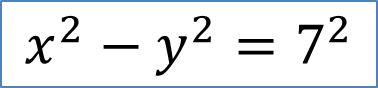 x² − y² = 7²